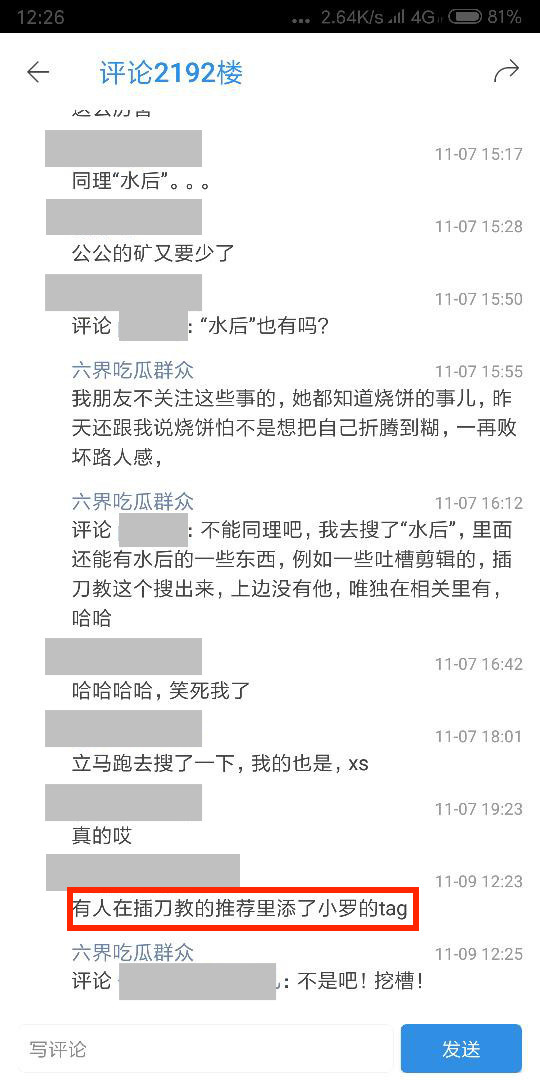 12:26
... 2.64K/s 4G 81%
评论2192楼
11-07 15:17
同理“水后”。。。
11-07 15:28
公公的矿又要少了
11-07 15:50
评论 : “水后”也有吗?
六界吃瓜群众 11-07 15:55
我朋友不关注这些事的, 她都知道烧饼的事儿, 昨
天还跟我说烧饼怕不是想把自己折腾到糊, 一再败
坏路人感,
六界吃瓜群众 11-07 16:12
评论 : 不能同理吧, 我去搜了“水后”, 里面
还能有水后的一些东西, 例如一些吐槽剪辑的, 插
刀教这个搜出来, 上边没有他, 唯独在相关里有,
哈哈
11-07 16:42
哈哈哈哈, 笑死我了
11-07 18:01
立马跑去搜了一下, 我的也是, xs
11-07 19:23
真的哎
11-09 12:23
有人在插刀教的推荐里添了小罗的tag
六界吃瓜群众 11-09 12:25
评论 : 不是吧! 挖槽!
写评论
发送